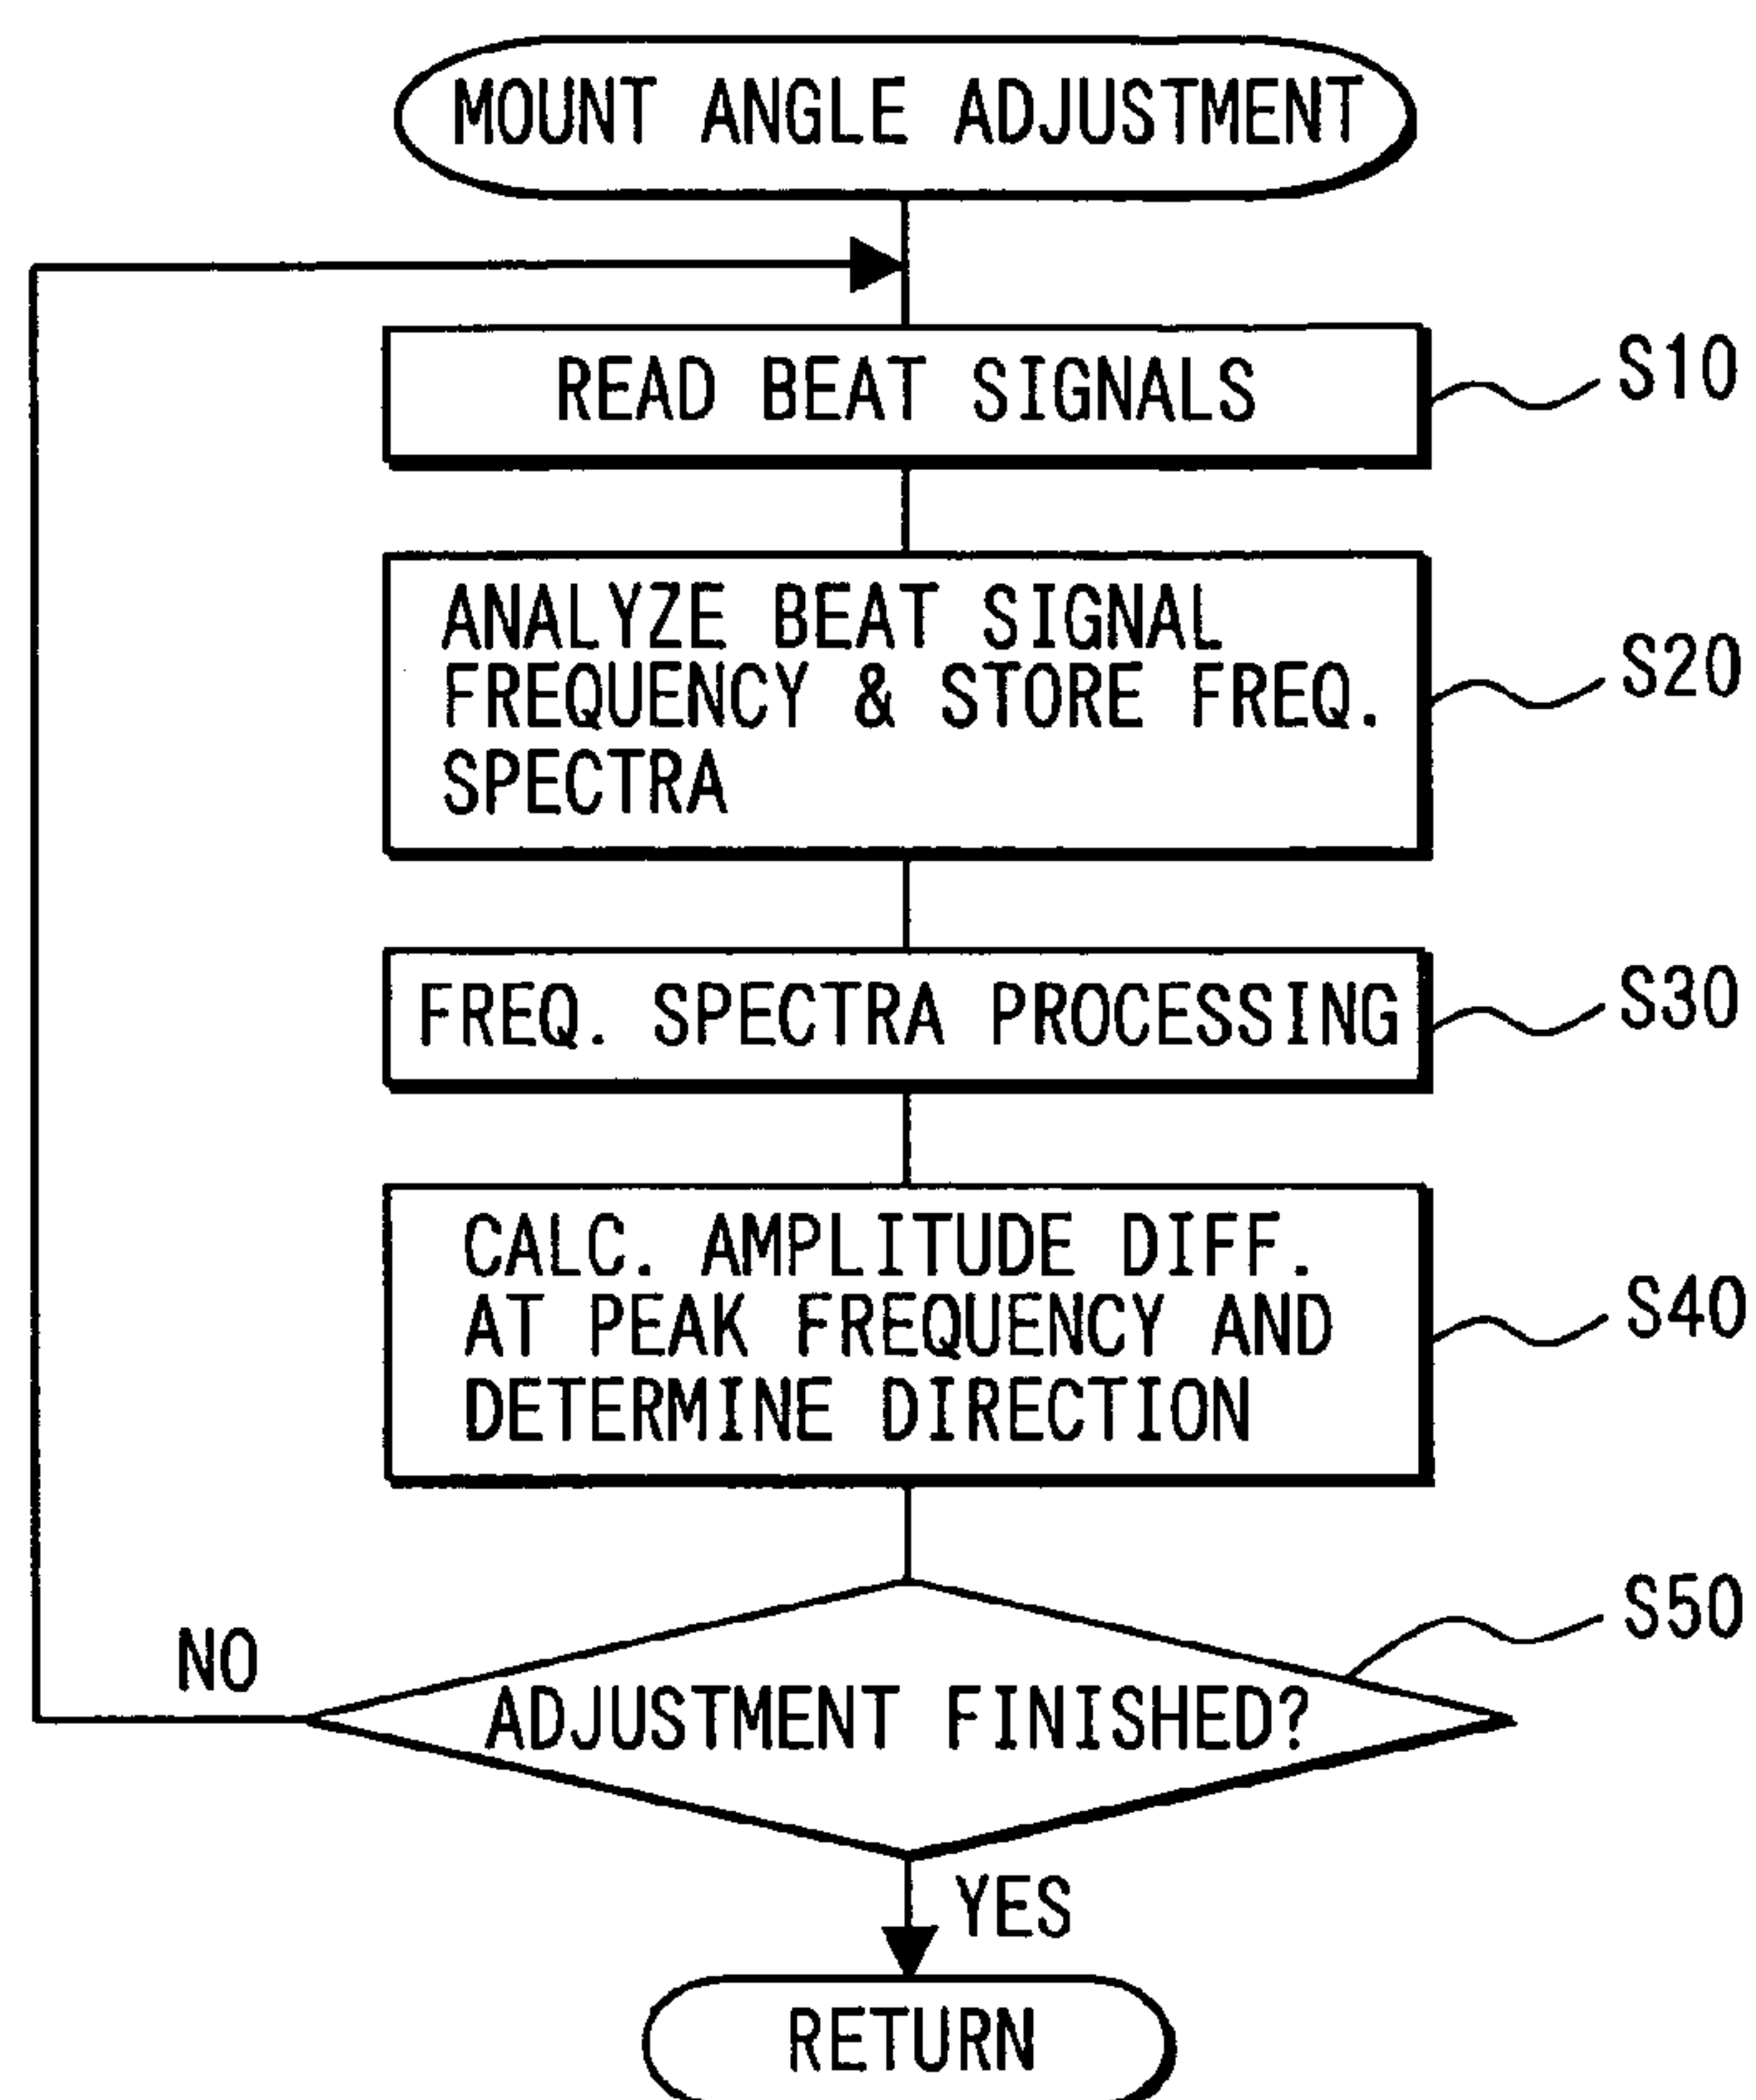 MOUNT ANGLE ADJUSTMENT
READ BEAT SIGNALS
S10
ANALYZE BEAT SIGNAL
FREQUENCY & STORE FREQ.
SPECTRA
S20
FREQ. SPECTRA PROCESSING
S30
CALC. AMPLITUDE DIFF.
AT PEAK FREQUENCY AND
DETERMINE DIRECTION
S40
S50
NO
ADJUSTMENT FINISHED?
YES
RETURN